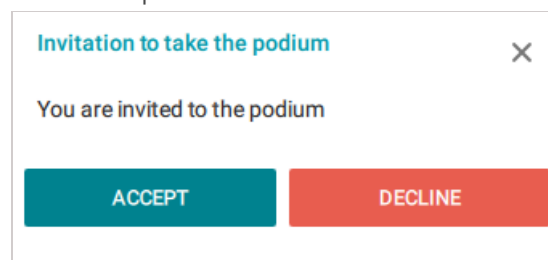 Invitation to take the podium
You are invited to the podium
ACCEPT
DECLINE